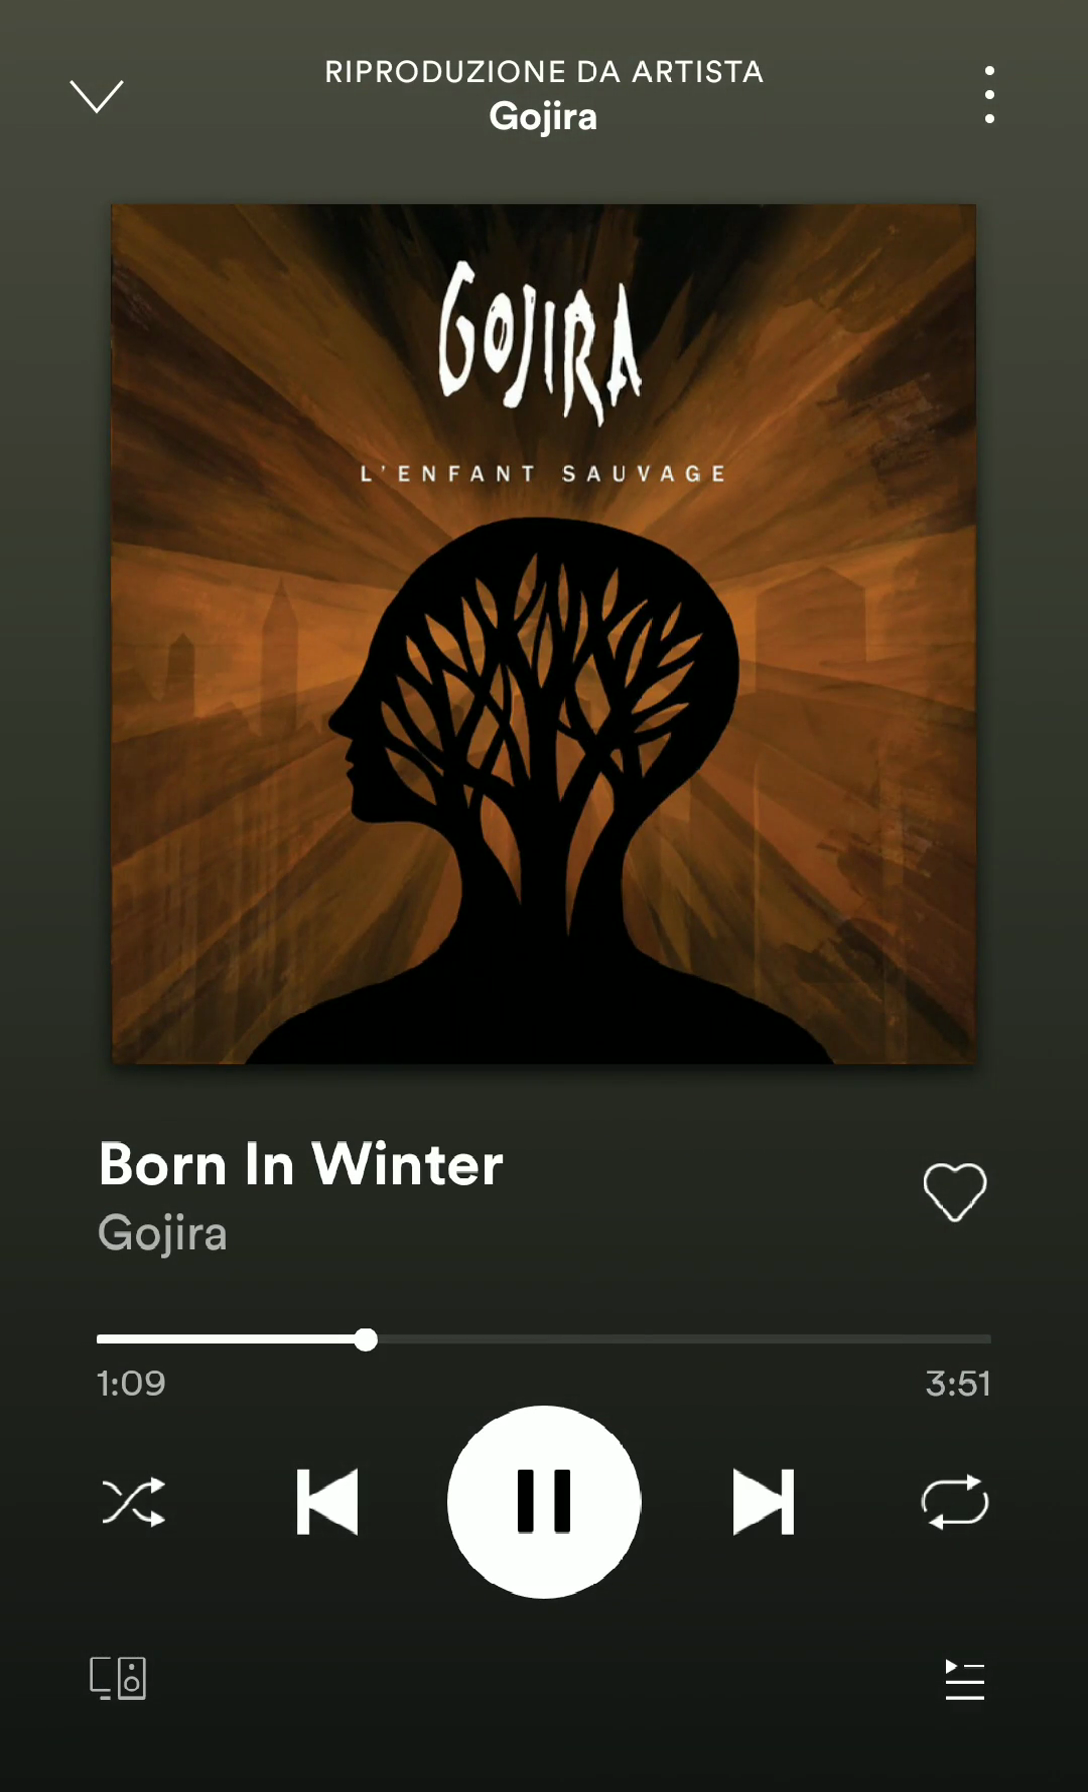 RIPRODUZIONE DA ARTISTA
Gojira
GOJIRA
L'ENFANT SAUVAGE
Born In Winter
Gojira
1:09
3:51